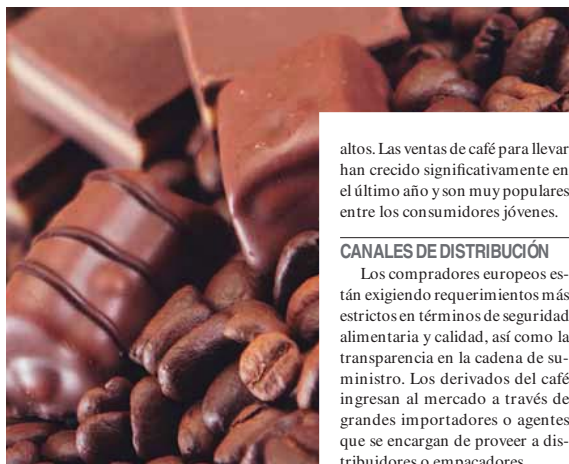 altos. Las ventas de café para llevar
han crecido significativamente en
el último año y son muy populares
entre los consumidores jóvenes.
CANALES DE DISTRIBUCIÓN
Los compradores europeos es-
tán exigiendo requerimientos más
estrictos en términos de seguridad
alimentaria y calidad, así como la
transparencia en la cadena de su-
ministro. Los derivados del café
ingresan al mercado a través de
grandes importadores o agentes
que se encargan de proveer a dis-
tribuidores o empacadores